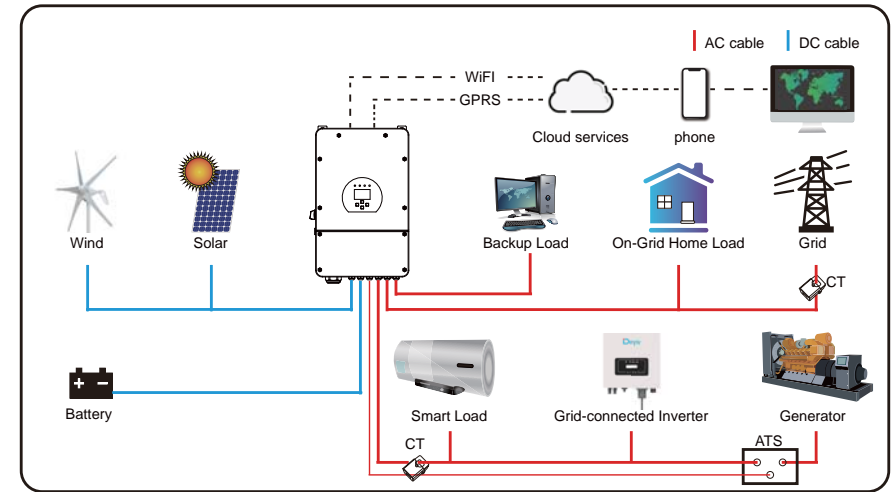 AC cable
DC cable
WiFI
GPRS
Cloud services
phone
Wind
Solar
Backup Load
On-Grid Home Load
Grid
CT
Battery
Smart Load
Grid-connected Inverter
Generator
CT
ATS